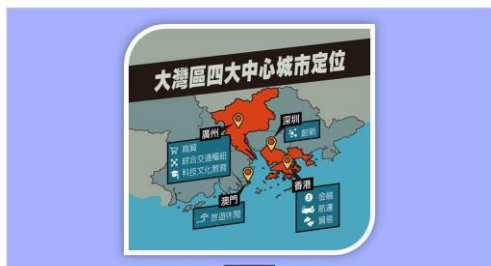 大灣區四大中心城市定位
廣州
商貿
綜合交通樞紐
科技文化教育
深圳
創新
澳門
旅遊休閒
香港
金融
航運
貿易